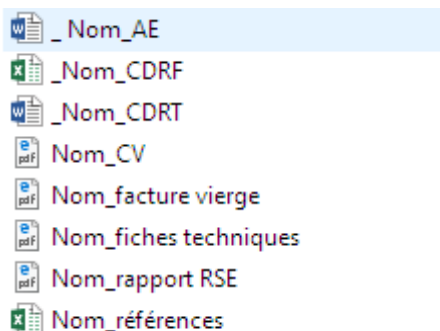 _ Nom_AE
_Nom_CDRF
_Nom_CDRT
Nom_CV
Nom_facture vierge
Nom_fiches techniques
Nom_rapport RSE
Nom_références